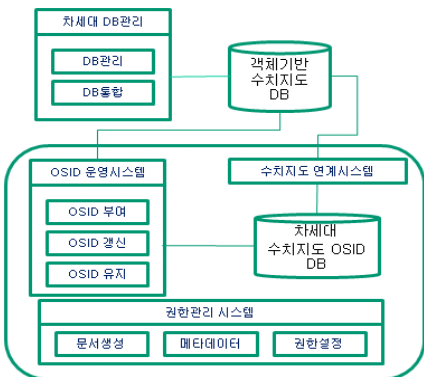 차세대 DB관리
DB관리
DB통합
객체기반
수치지도
DB
OSID 운영시스템
OSID 부여
OSID 갱신
OSID 유지
수치지도 연계시스템
차세대
수치지도 OSID
DB
권한관리 시스템
문서생성
메타데이터
권한설정